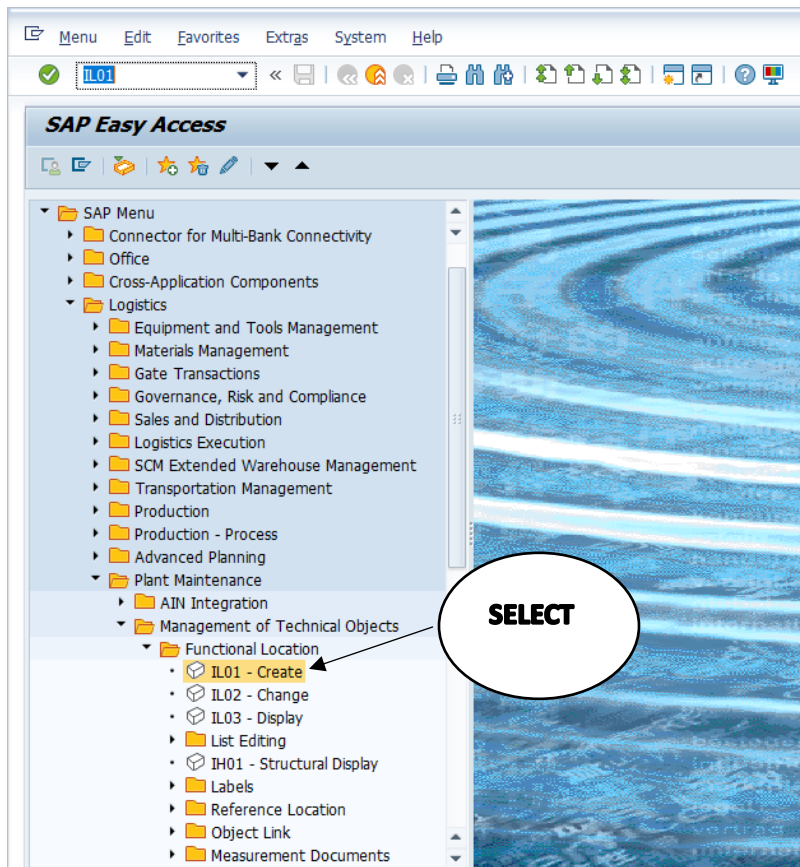 Menu Edit Favorites Extras System Help
IL01
SAP Easy Access
SAP Menu
Connector for Multi-Bank Connectivity
Office
Cross-Application Components
Logistics
Equipment and Tools Management
Materials Management
Gate Transactions
Governance, Risk and Compliance
Sales and Distribution
Logistics Execution
SCM Extended Warehouse Management
Transportation Management
Production
Production - Process
Advanced Planning
Plant Maintenance
AIN Integration
Management of Technical Objects
Functional Location
IL01 - Create
IL02 - Change
IL03 - Display
List Editing
IH01 - Structural Display
Labels
Reference Location
Object Link
Measurement Documents
SELECT